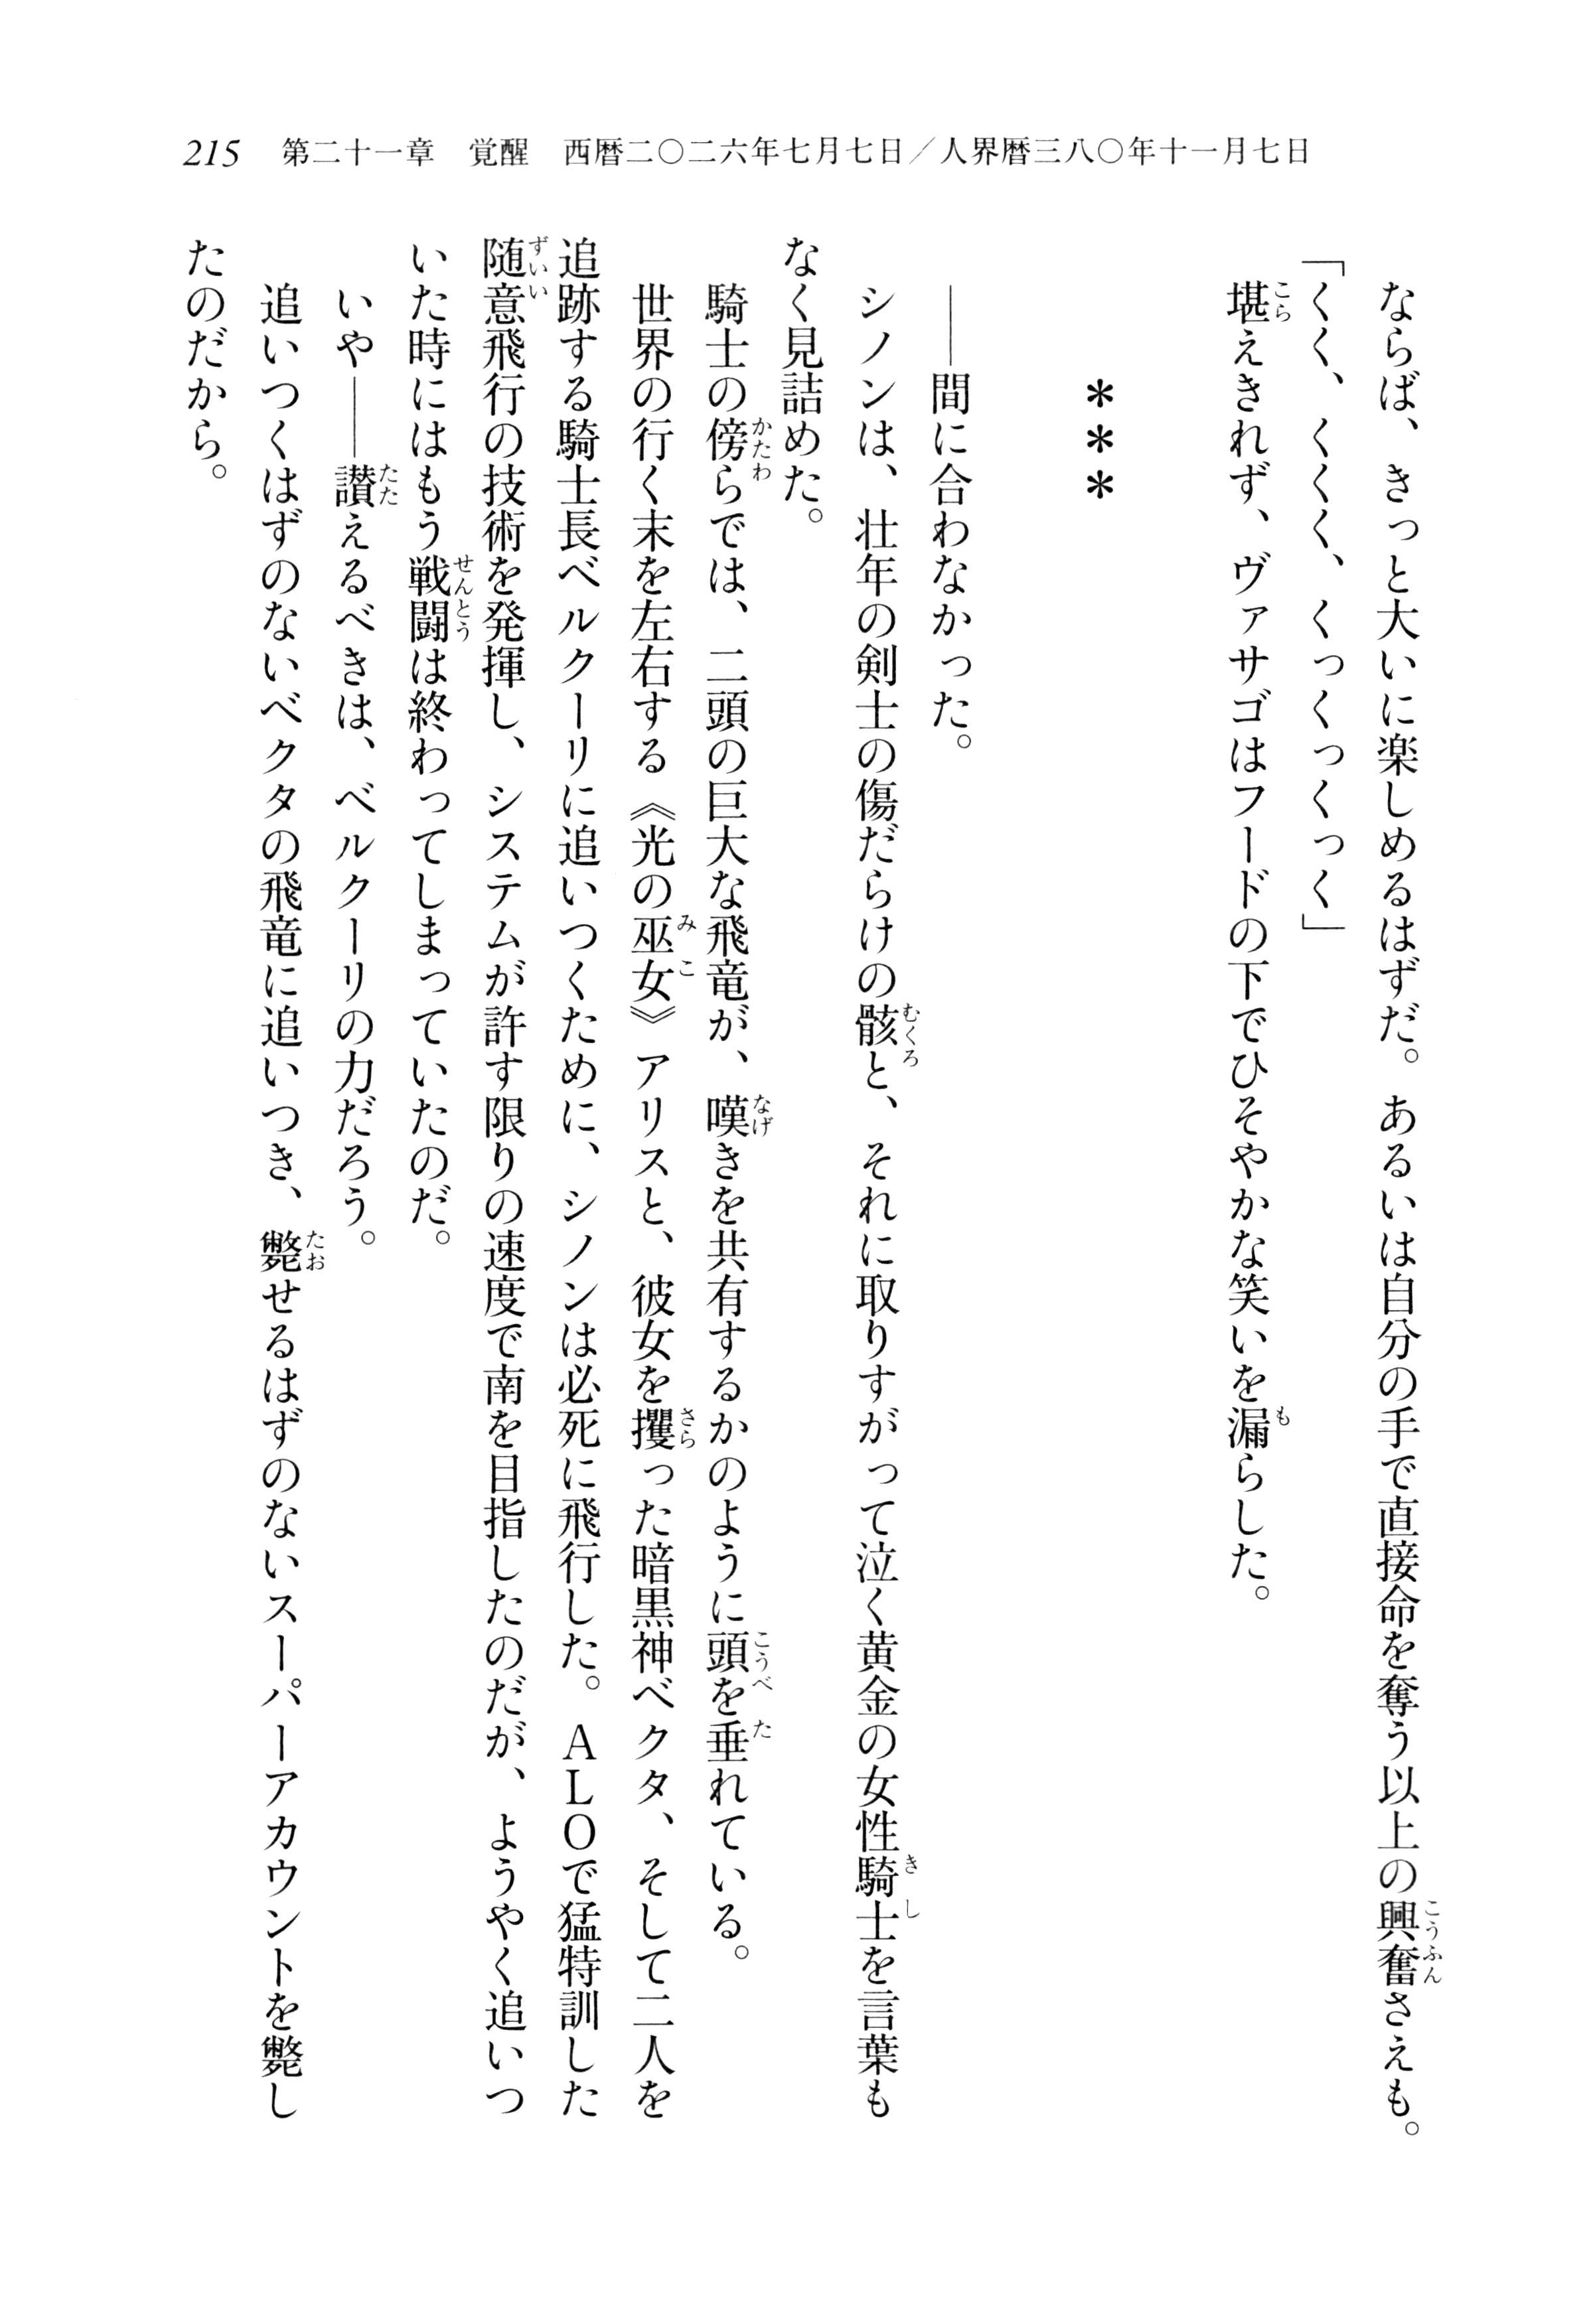 215　第二十一章　覚醒　西暦二〇二六年七月七日／人界暦三八〇年十一月七日
ならば、きっと大いに楽しめるはずだ。あるいは自分の手で直接命を奪う以上の興奮さえも。
「くく、くくく、くっくっくっく」
堪えきれず、ヴァサゴはフードの下でひそやかな笑いを漏らした。
＊＊＊
――間に合わなかった。
シノンは、壮年の剣士の傷だらけの骸と、それに取りすがって泣く黄金の女性騎士を言葉も
なく見詰めた。
騎士の傍らでは、二頭の巨大な飛竜が、嘆きを共有するかのように頭を垂れている。
世界の行く末を左右する《光の巫女》アリスと、彼女を攫った暗黒神ベクタ、そして二人を
追跡する騎士長ベルクーリに追いつくために、シノンは必死に飛行した。ＡＬＯで猛特訓した
随意飛行の技術を発揮し、システムが許す限りの速度で南を目指したのだが、ようやく追いつ
いた時にはもう戦闘は終わってしまっていたのだ。
いや――讃えるべきは、ベルクーリの力だろう。
追いつくはずのないベクタの飛竜に追いつき、斃せるはずのないスーパーアカウントを斃し
たのだから。